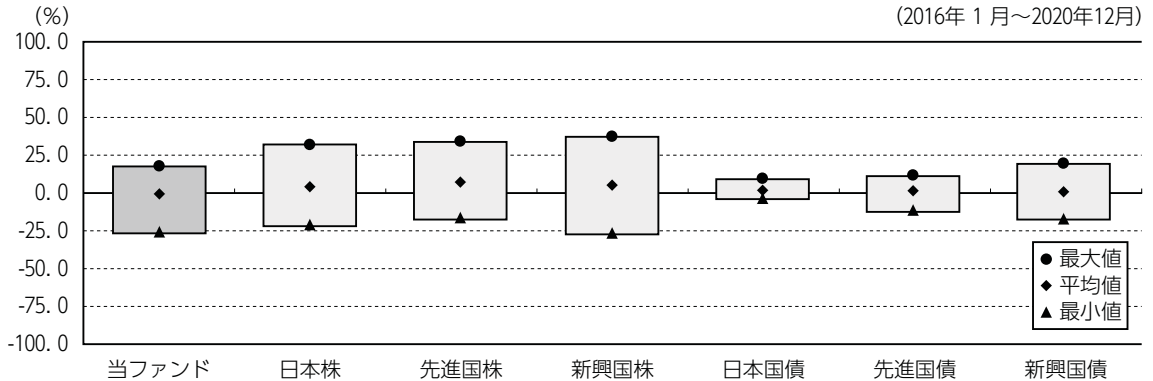 (%)
(2016年 1 月～2020年12月)
100. 0
75. 0
50. 0
25. 0
0. 0
-25. 0
-50. 0
-75. 0
-100. 0
● 最大値
◆ 平均値
▲ 最小値
当ファンド 日本株 先進国株 新興国株 日本国債 先進国債 新興国債